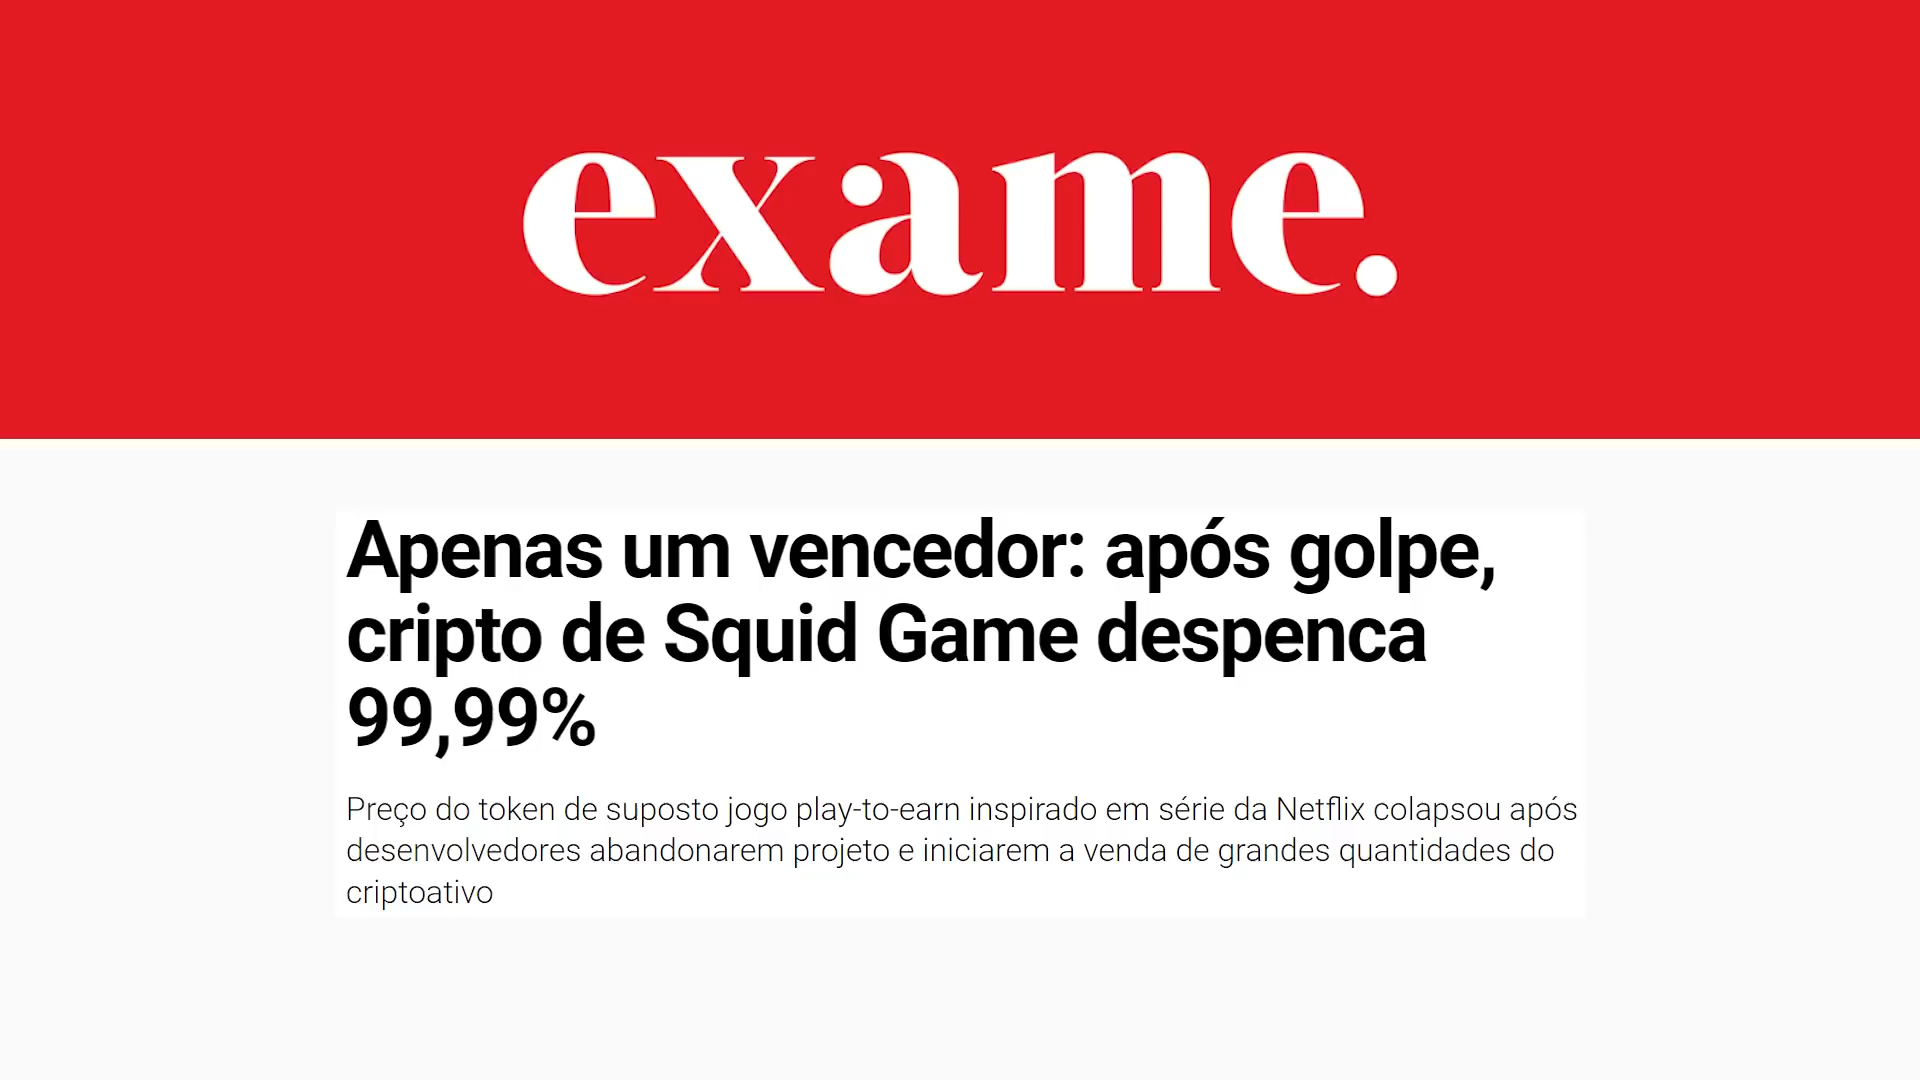 exame.
Apenas um vencedor: após golpe,
cripto de Squid Game despenca
99,99%
Preço do token de suposto jogo play-to-earn inspirado em série da Netflix colapsou após
desenvolvedores abandonarem projeto e iniciarem a venda de grandes quantidades do
criptoativo